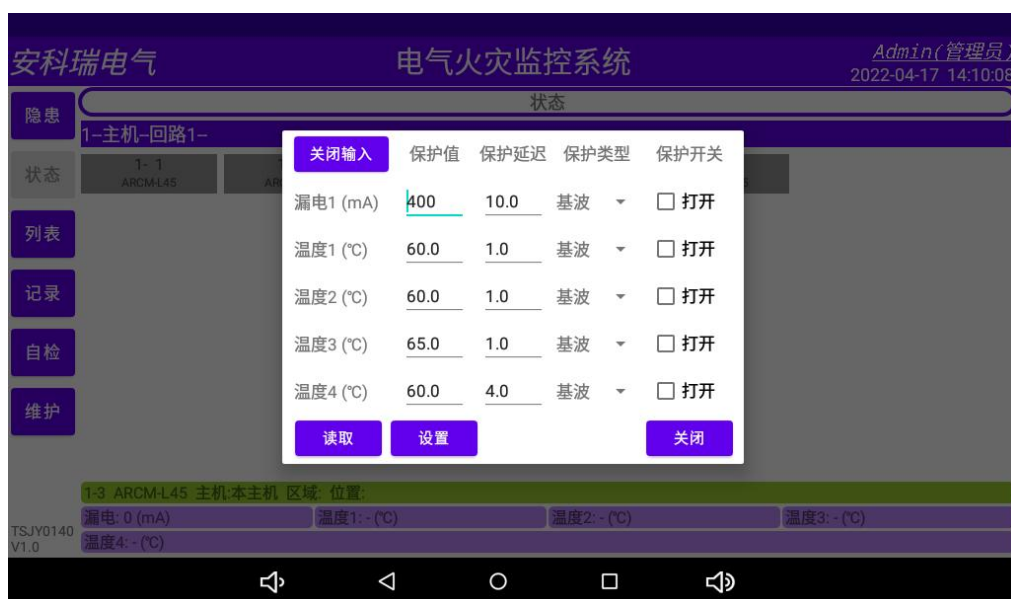 安科瑞电气 电气火灾监控系统 Admin(管理员)
2022-04-17 14:10:08
隐患 状态
1-主机-回路1-
状态 1- 1
ARCM-L45
列表
记录
自检
维护
关闭输入 保护值 保护延迟 保护类型 保护开关
漏电1 (mA) 400 10.0 基波 打开
温度1 (℃) 60.0 1.0 基波 打开
温度2 (℃) 60.0 1.0 基波 打开
温度3 (℃) 65.0 1.0 基波 打开
温度4 (℃) 60.0 4.0 基波 打开
读取 设置 关闭
1-3 ARCM-L45 主机:本主机 区域: 位置:
漏电: 0 (mA) 温度1: - (℃) 温度2: - (℃) 温度3: - (℃)
温度4: - (℃)
TSJY0140
V1.0